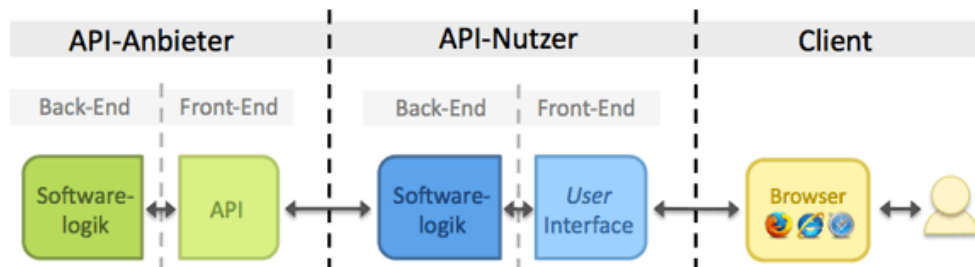 API-Anbieter
API-Nutzer
Client
Back-End
Front-End
Back-End
Front-End
Software-
logik
API
Software-
logik
User
Interface
Browser